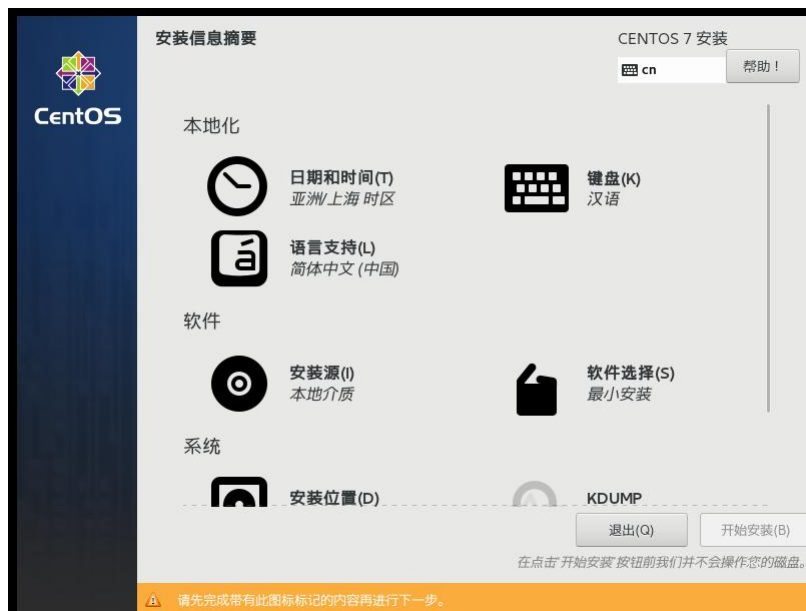 安装信息摘要
CENTOS 7 安装
cn
帮助！
CentOS
本地化
日期和时间(T)
亚洲/上海 时区
键盘(K)
汉语
语言支持(L)
简体中文 (中国)
软件
安装源(I)
本地介质
软件选择(S)
最小安装
系统
安装位置(D)
KDUMP
退出(Q)
开始安装(B)
在点击'开始安装'按钮前我们并不会操作您的磁盘。
请先完成带有此图标标记的内容再进行下一步。